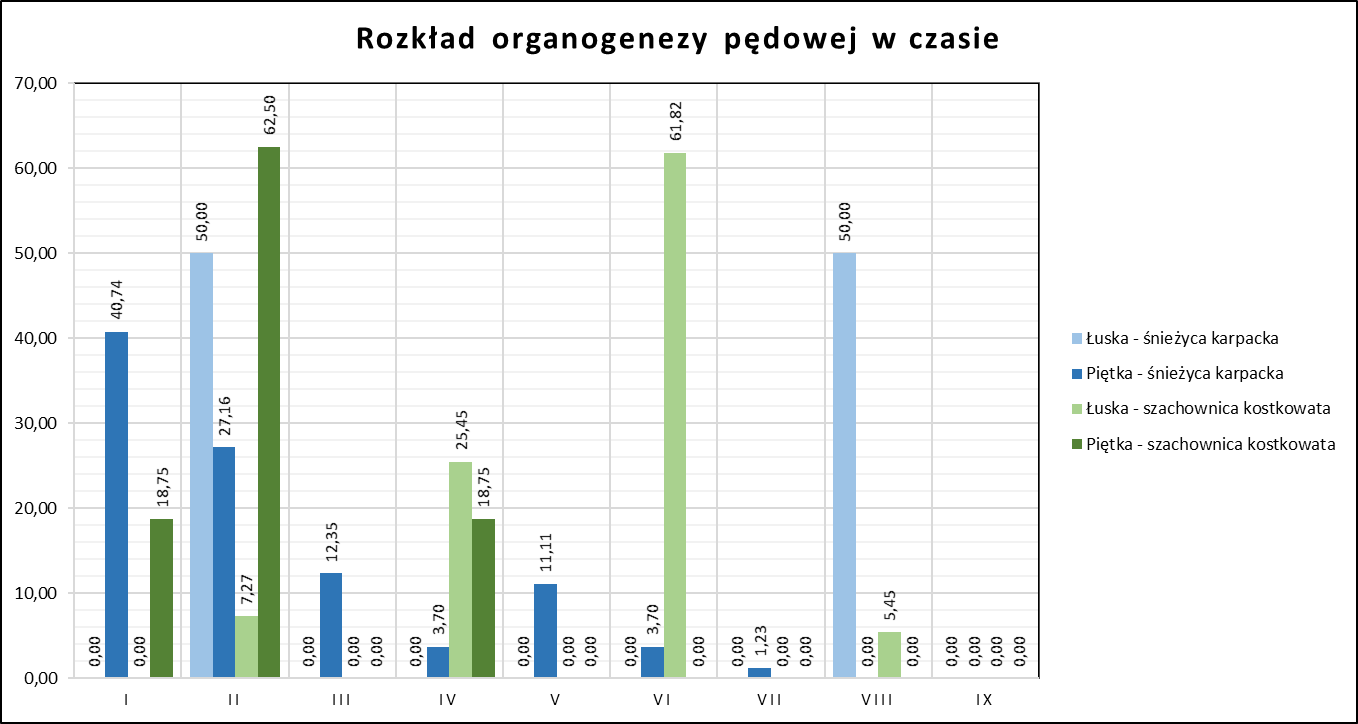 Rozkład organogenezy pędowej w czasie
70,00
60,00
50,00
40,00
30,00
20,00
10,00
0,00
0,00 40,74 0,00 18,75
50,00 27,16 7,27 62,50
0,00 12,35 0,00 0,00
0,00 3,70 25,45 18,75
0,00 11,11 0,00 0,00
0,00 3,70 61,82 0,00
0,00 1,23 0,00 0,00
50,00 0,00 5,45 0,00
0,00 0,00 0,00 0,00
I II III IV V VI VII VIII IX
Łuska - śnieżyca karpacka
Piętka - śnieżyca karpacka
Łuska - szachownica kostkowata
Piętka - szachownica kostkowata